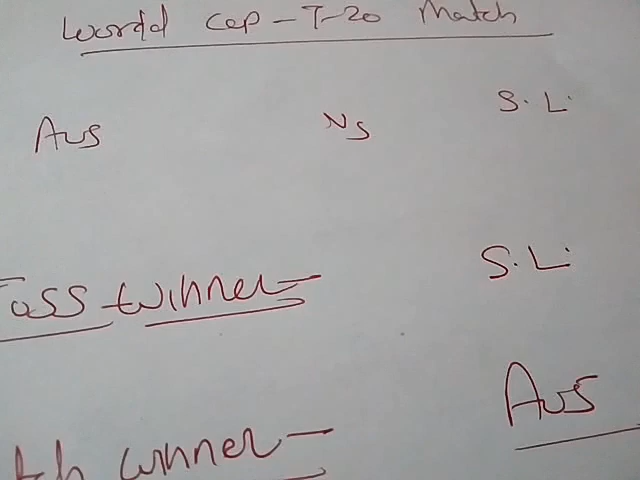 World Cup - T-20 Match
Aus Vs S.L.
Toss winner - S.L.
winner - Aus